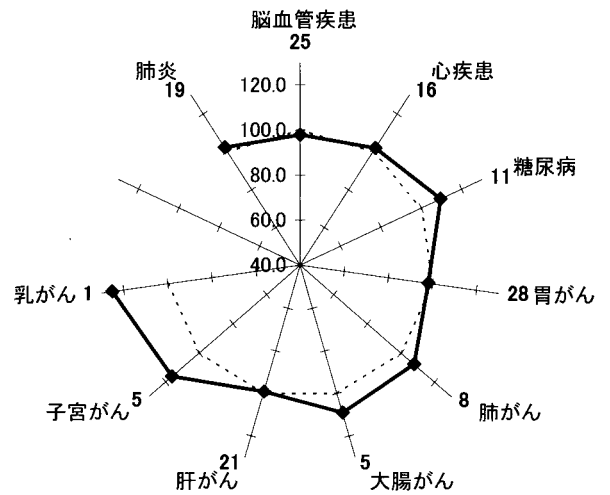 脳血管疾患
25
心疾患
16
糖尿病
11
胃がん
28
肺がん
8
大腸がん
5
肝がん
21
子宮がん
5
乳がん
1
肺炎
19
120.0
100.0
80.0
60.0
40.0